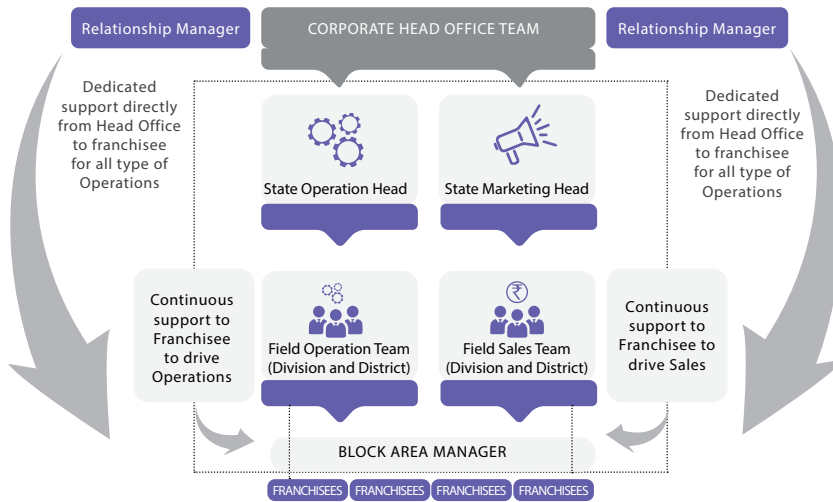 Relationship Manager
CORPORATE HEAD OFFICE TEAM
Relationship Manager
Dedicated
support directly
from Head Office
to franchisee
for all type of
Operations
Dedicated
support directly
from Head Office
to franchisee
for all type of
Operations
State Operation Head
State Marketing Head
Continuous
support to
Franchisee
to drive
Operations
₹
Field Operation Team
(Division and District)
Field Sales Team
(Division and District)
Continuous
support to
Franchisee to
drive Sales
BLOCK AREA MANAGER
FRANCHISEES
FRANCHISEES
FRANCHISEES
FRANCHISEES